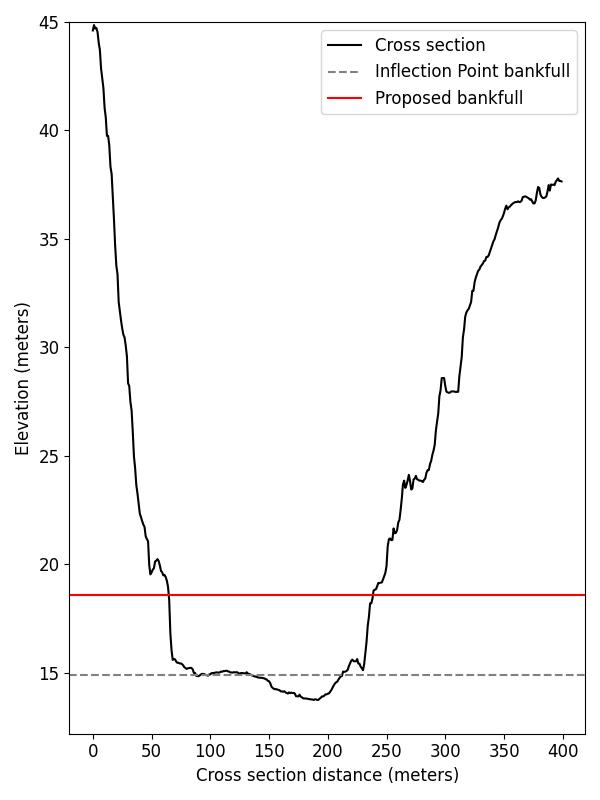 Cross section
Inflection Point bankfull
Proposed bankfull
45
40
35
30
25
20
15
Elevation (meters)
0 50 100 150 200 250 300 350 400
Cross section distance (meters)